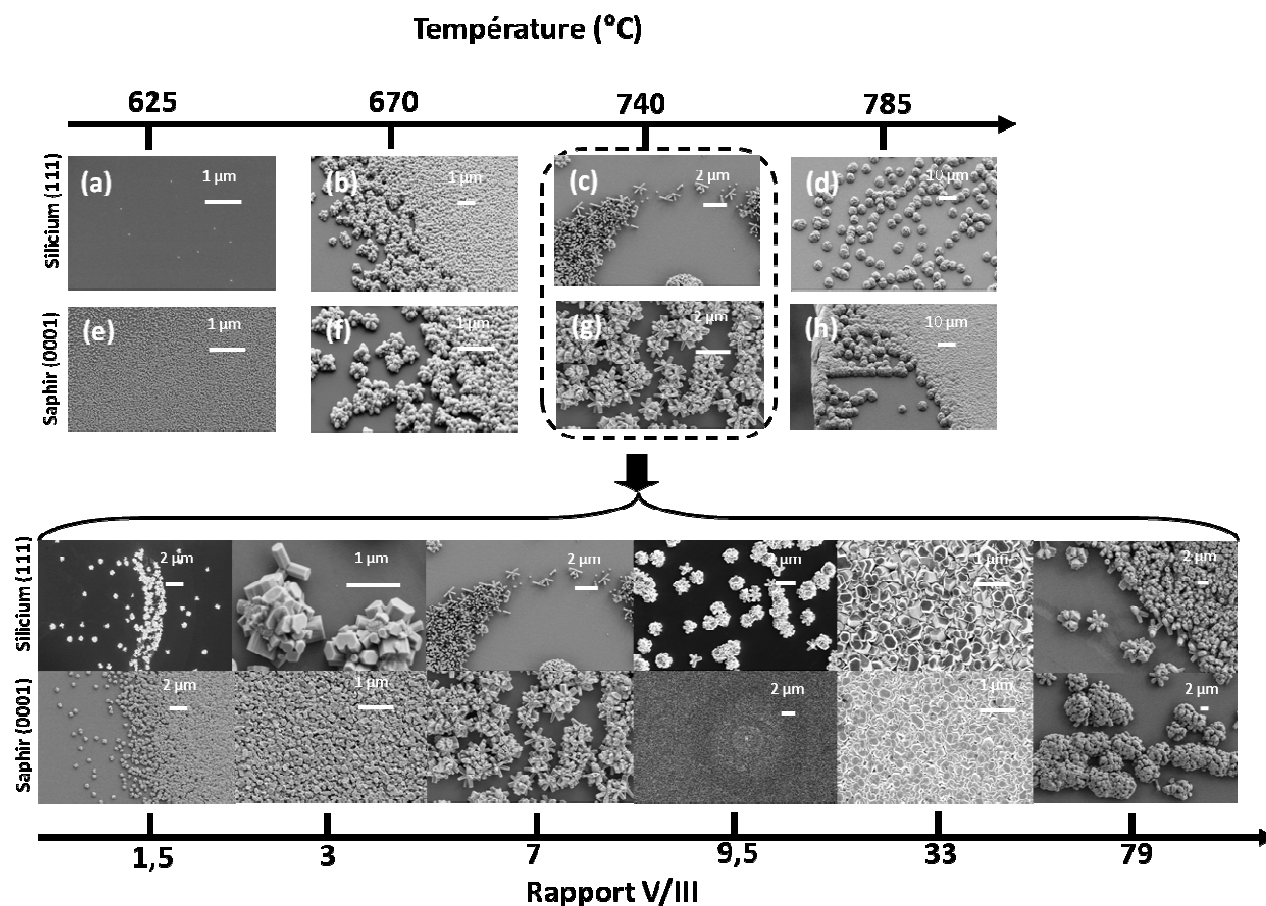 Température (°C)
625 670 740 785
Silicium (111)
(a) 1 µm (b) 1 µm (c) 2 µm (d) 10 µm
Saphir (0001)
(e) 1 µm (f) 1 µm (g) 2 µm (h) 10 µm
Silicium (111)
2 µm 1 µm 2 µm 2 µm 1 µm 2 µm
Saphir (0001)
2 µm 1 µm 2 µm 1 µm 2 µm
1,5 3 7 9,5 33 79
Rapport V/III